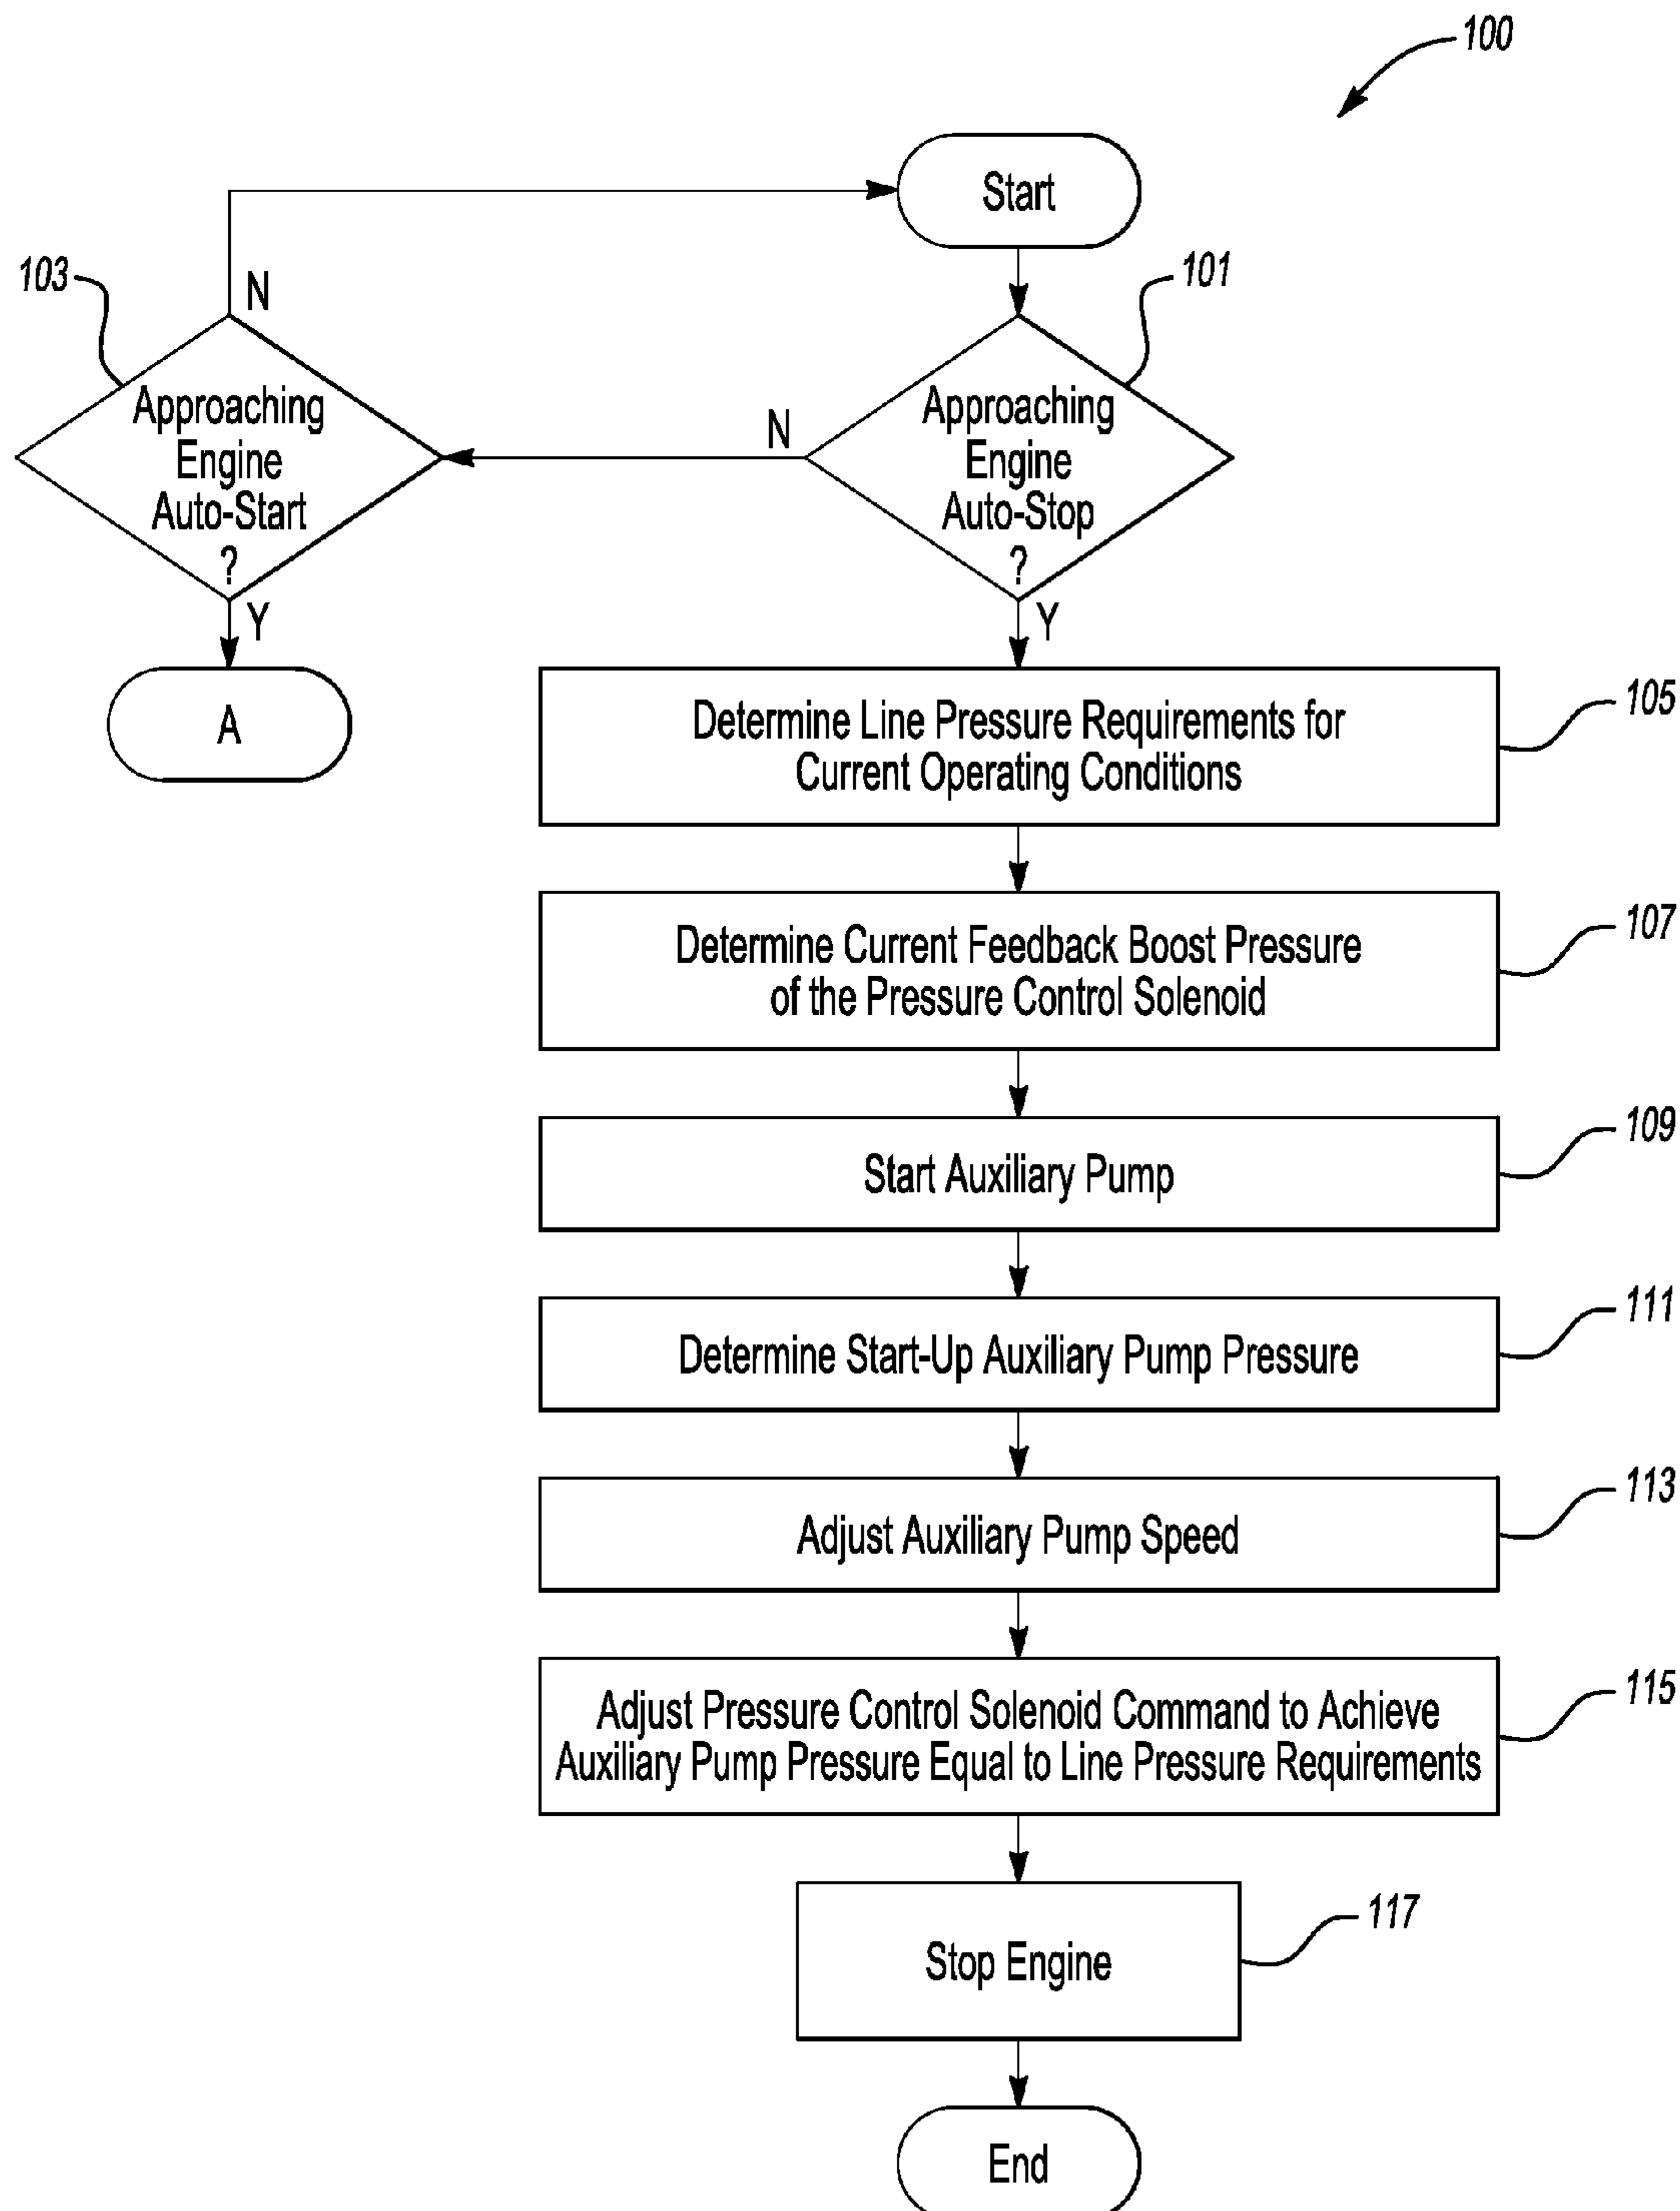 100
Start
103
N
101
Approaching
Engine
Auto-Start
?
N
Approaching
Engine
Auto-Stop
?
Y
Y
A
Determine Line Pressure Requirements for
Current Operating Conditions
105
Determine Current Feedback Boost Pressure
of the Pressure Control Solenoid
107
Start Auxiliary Pump
109
Determine Start-Up Auxiliary Pump Pressure
111
Adjust Auxiliary Pump Speed
113
Adjust Pressure Control Solenoid Command to Achieve
Auxiliary Pump Pressure Equal to Line Pressure Requirements
115
Stop Engine
117
End